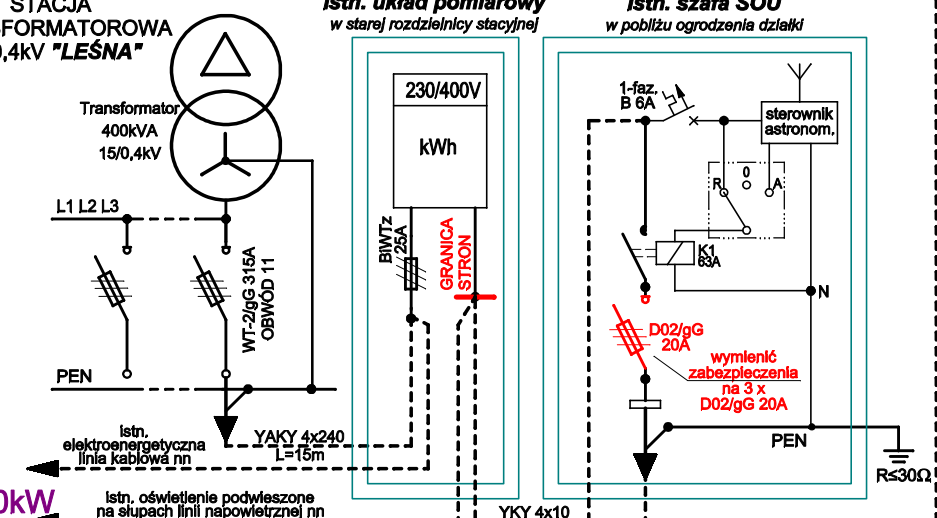 STACJA
SFORMATOROWA
0,4kV "LEŚNA"
istn. układ pomiarowy
w starej rozdzielnicy stacyjnej
istn. szafa SOU
w pobliżu ogrodzenia działki
Transformator
400kVA
15/0,4kV
L1 L2 L3
WT-2/gG 315A
OBWÓD 11
PEN
230/400V
kWh
BiWTz
25A
GRANICA
STRON
1-faz.
B 6A
sterownik
astronom.
R
0
A
K1
63A
N
D02/gG
20A
wymienić
zabezpieczenia
na 3 x
D02/gG 20A
PEN
R≤30Ω
istn.
elektroenergetyczna
linia kablowa nn
YAKY 4x240
L=15m
0kW
istn. oświetlenie podwieszone
na słupach linii napowietrznej nn
YKY 4x10